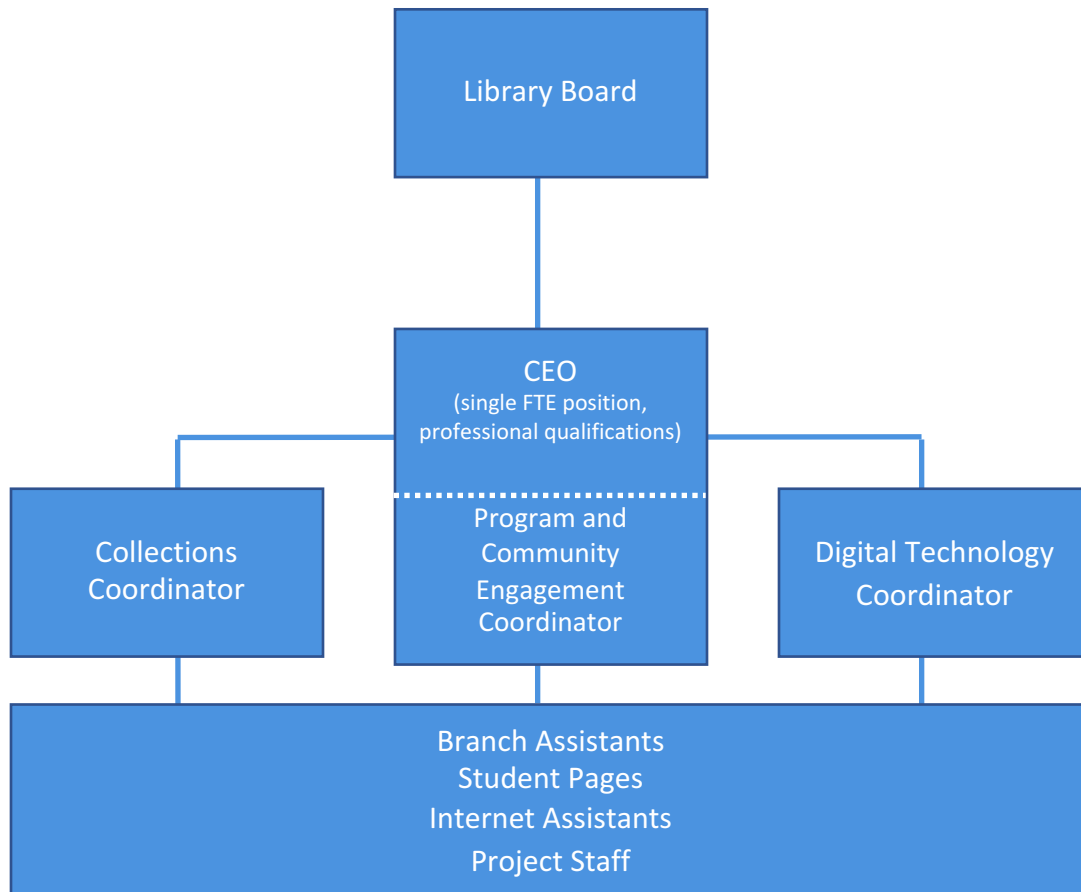 Library Board
CEO
(single FTE position,
professional qualifications)
Program and
Community
Engagement
Coordinator
Collections
Coordinator
Digital Technology
Coordinator
Branch Assistants
Student Pages
Internet Assistants
Project Staff